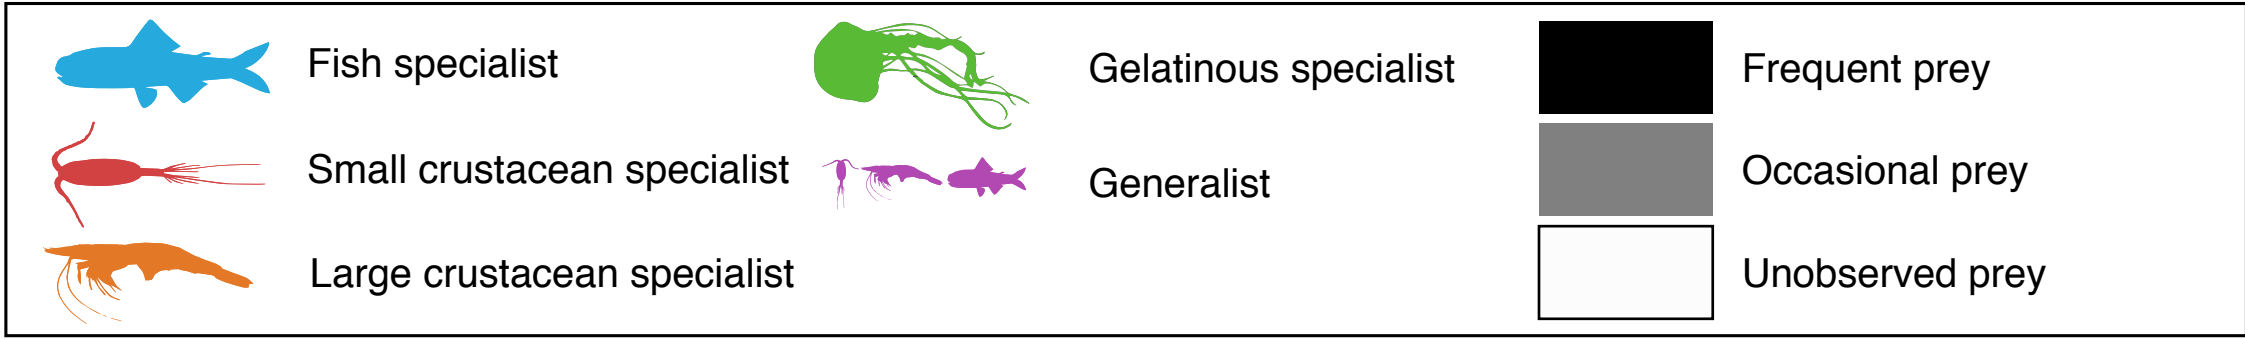 Fish specialist
Small crustacean specialist
Large crustacean specialist
Gelatinous specialist
Generalist
Frequent prey
Occasional prey
Unobserved prey